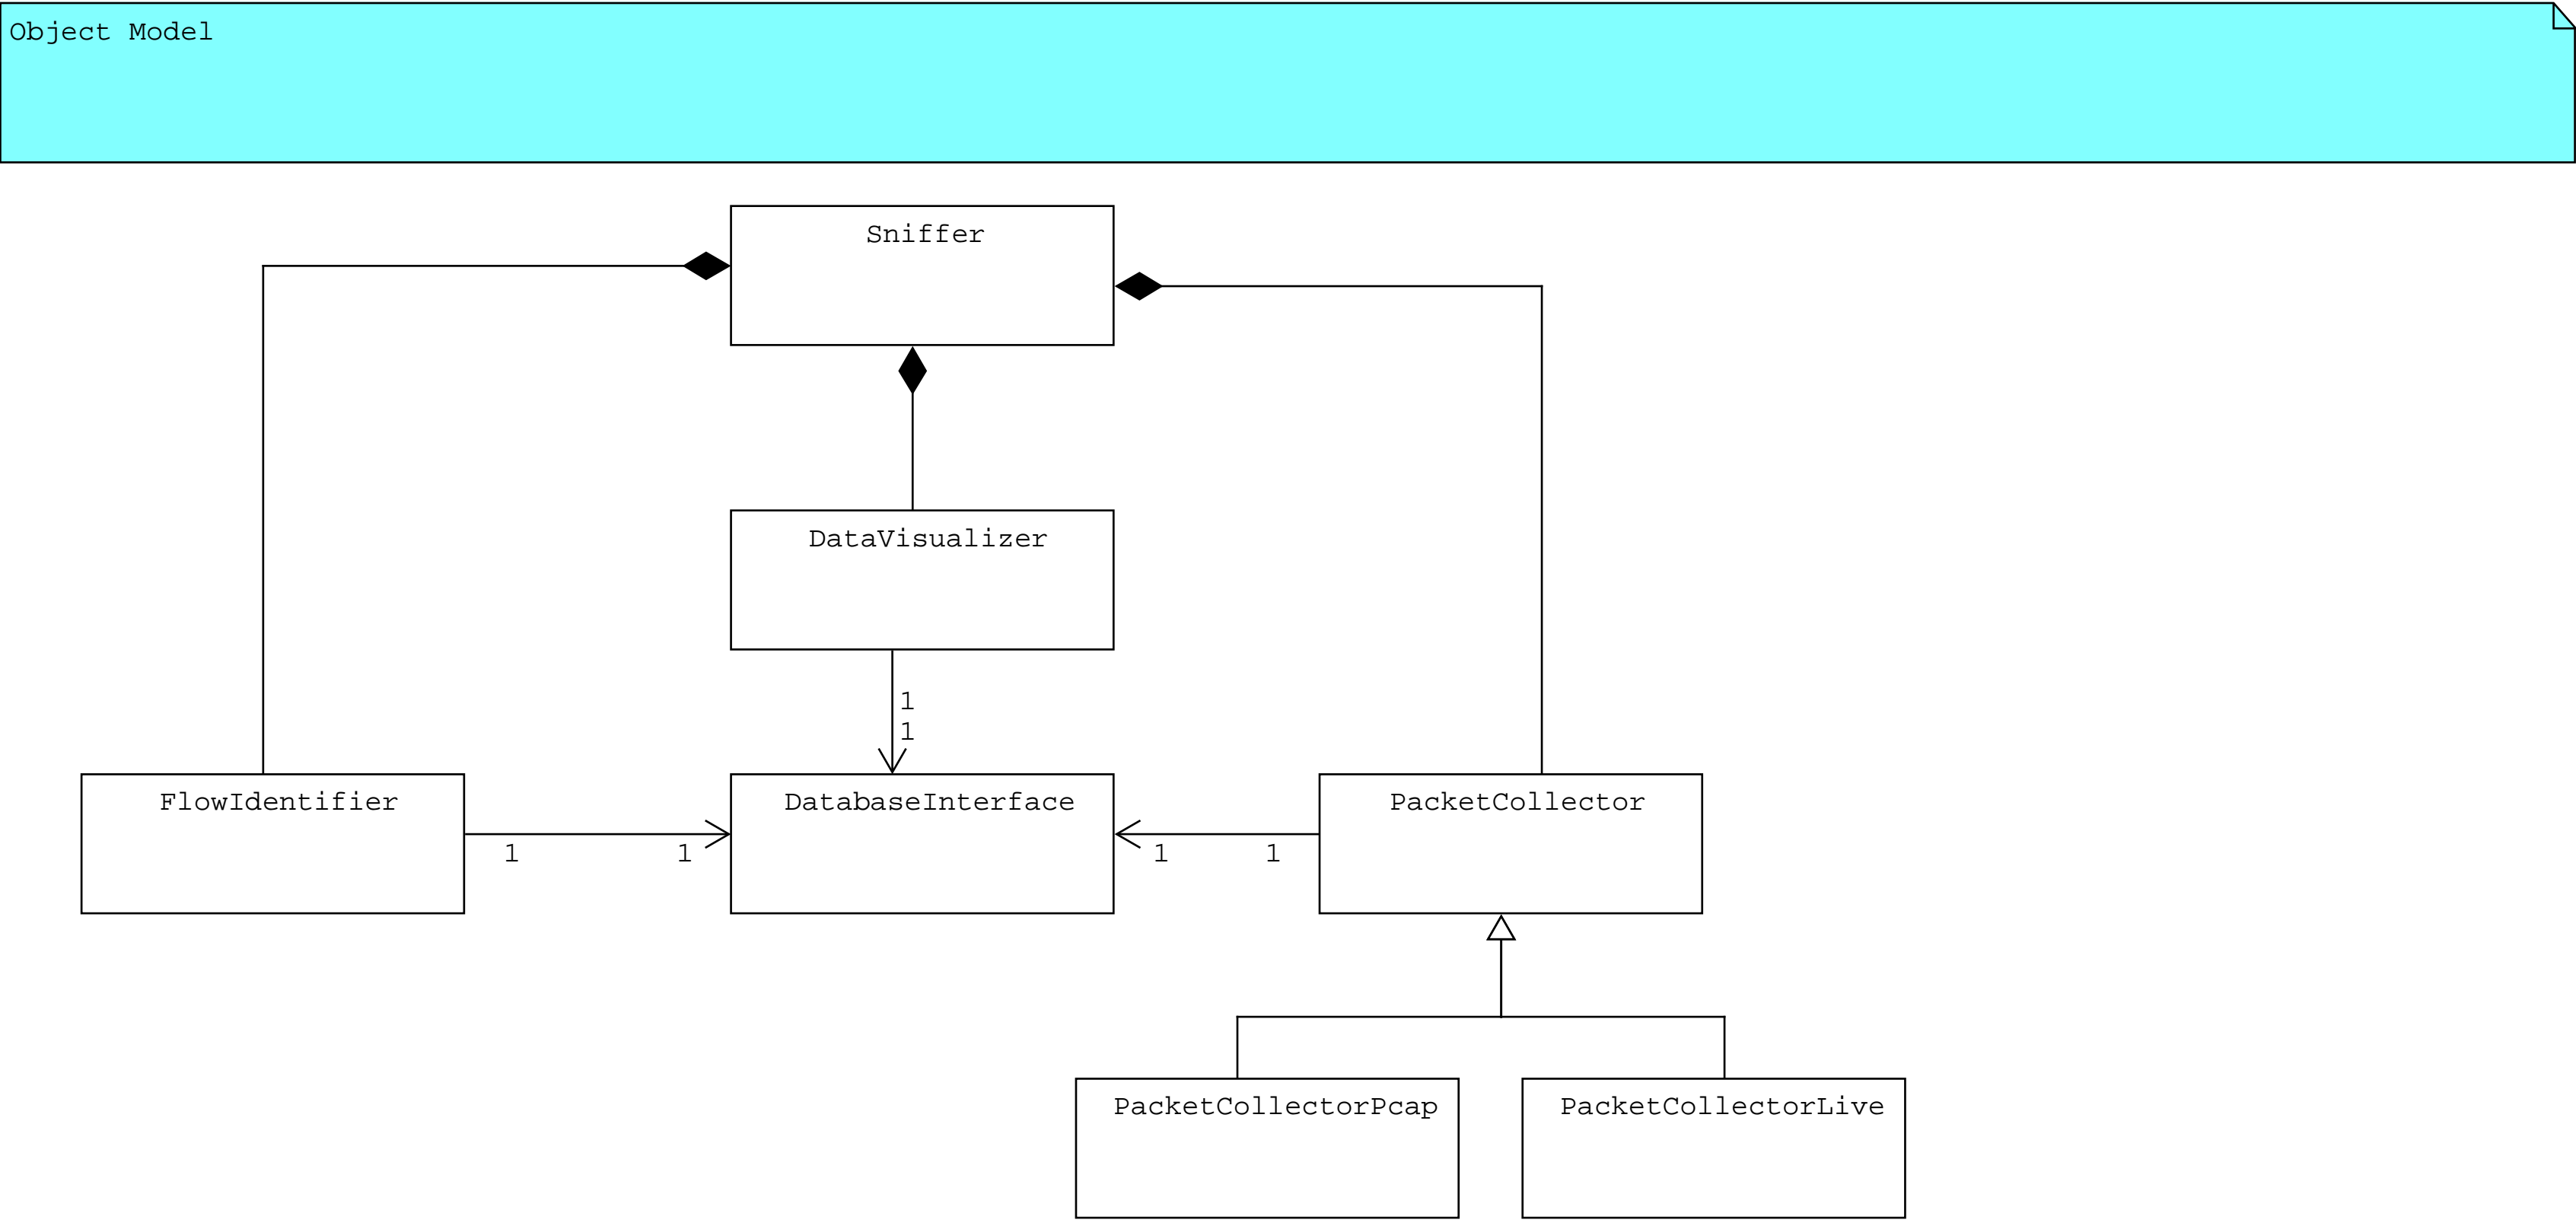 Object Model
Sniffer
DataVisualizer
1
1
FlowIdentifier
DatabaseInterface
PacketCollector
1
1
1
1
PacketCollectorPcap
PacketCollectorLive